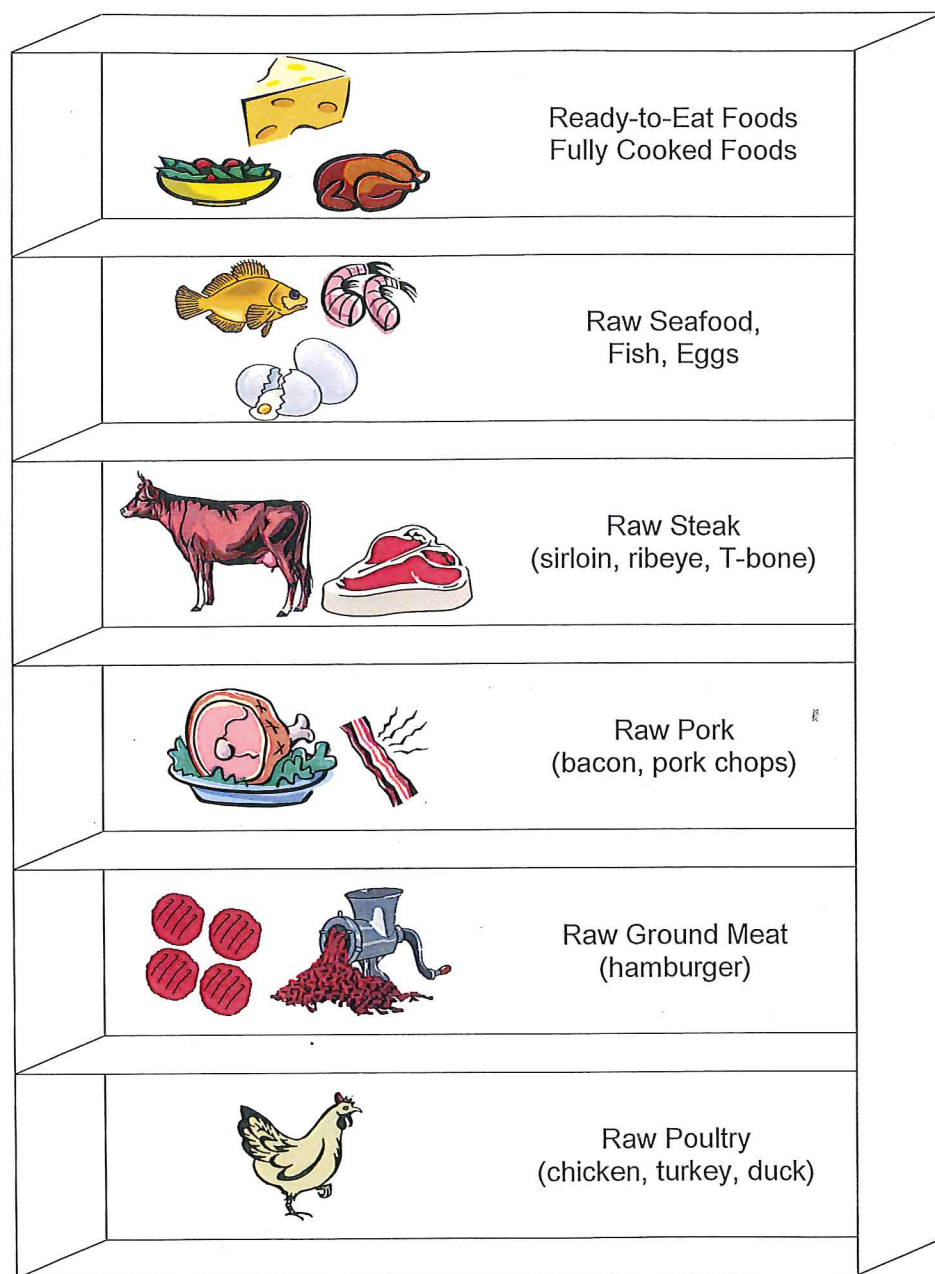 Ready-to-Eat Foods
Fully Cooked Foods
Raw Seafood,
Fish, Eggs
Raw Steak
(sirloin, ribeye, T-bone)
Raw Pork
(bacon, pork chops)
Raw Ground Meat
(hamburger)
Raw Poultry
(chicken, turkey, duck)